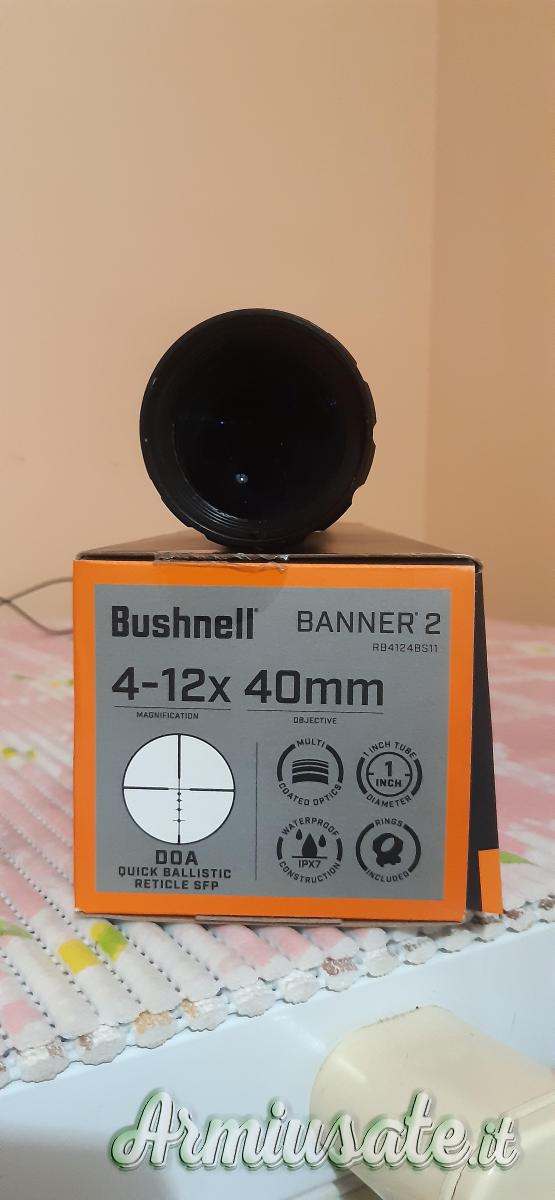 Bushnell® BANNER® 2
RB4124BS11
4-12x 40mm
MAGNIFICATION OBJECTIVE
DOA
QUICK BALLISTIC
RETICLE SFP
MULTI
COATED OPTICS
1 INCH TUBE
1
INCH
DIAMETER
WATERPROOF
IPX7
CONSTRUCTION
RINGS
INCLUDED
Armiusate.it